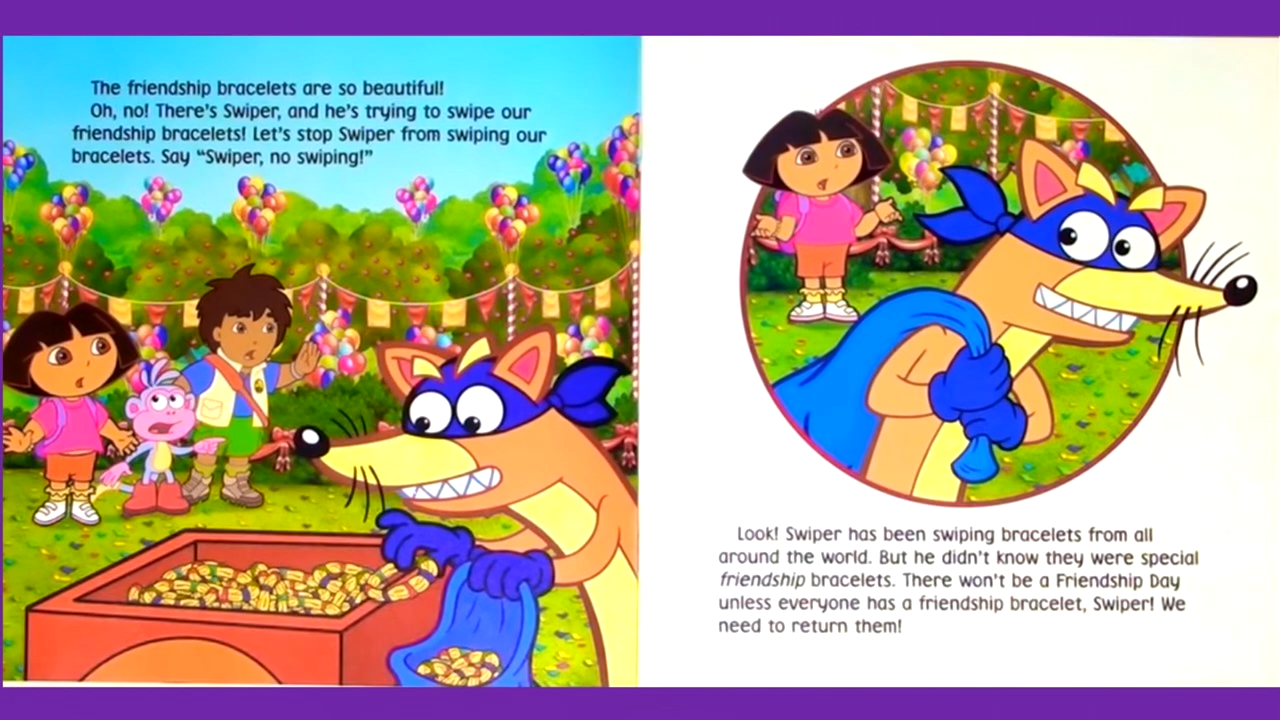 The friendship bracelets are so beautiful!
Oh, no! There's Swiper, and he's trying to swipe our
friendship bracelets! Let's stop Swiper from swiping our
bracelets. Say “Swiper, no swiping!”
Look! Swiper has been swiping bracelets from all
around the world. But he didn't know they were special
friendship bracelets. There won't be a Friendship Day
unless everyone has a friendship bracelet, Swiper! We
need to return them!